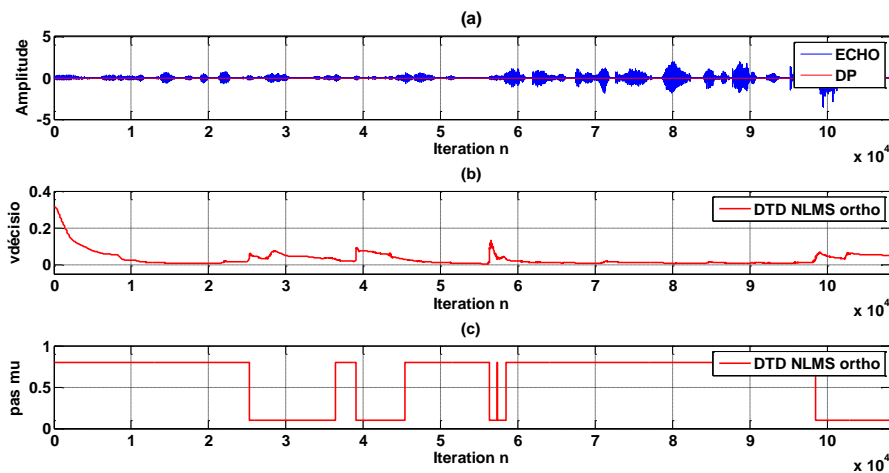 (a)
5
0
-5
Amplitude
ECHO
DP
0 1 2 3 4 5 6 7 8 9 10
Iteration n
x 10^4
(b)
0.4
0.2
0
vdécisio
DTD NLMS ortho
0 1 2 3 4 5 6 7 8 9 10
Iteration n
x 10^4
(c)
1
0.5
0
pas mu
DTD NLMS ortho
0 1 2 3 4 5 6 7 8 9 10
Iteration n
x 10^4